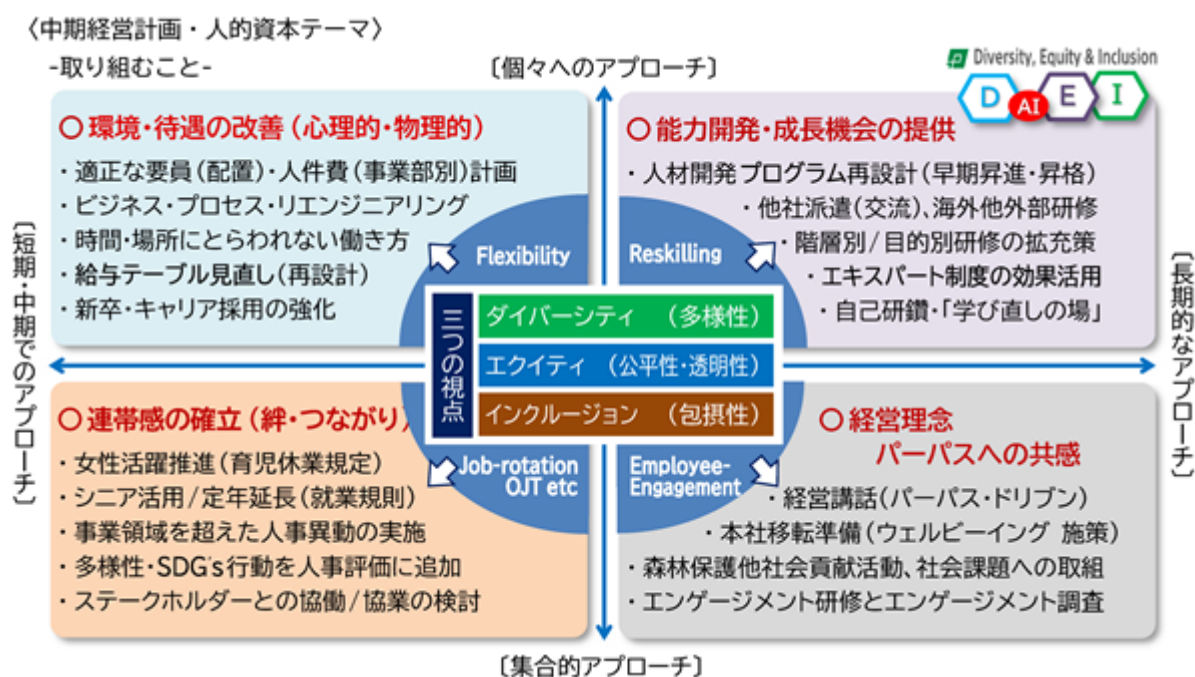 〈中期経営計画・人的資本テーマ〉
-取り組むこと-
〔個々へのアプローチ〕
Diversity, Equity & Inclusion
D AI E I
〇環境・待遇の改善（心理的・物理的）
・適正な要員（配置）・人件費（事業部別）計画
・ビジネス・プロセス・リエンジニアリング
・時間・場所にとらわれない働き方
・給与テーブル見直し（再設計）
・新卒・キャリア採用の強化
Flexibility
〇能力開発・成長機会の提供
・人材開発プログラム再設計（早期昇進・昇格）
・他社派遣（交流）、海外他外部研修
・階層別/目的別研修の拡充策
・エキスパート制度の効果活用
・自己研鑽・「学び直しの場」
Reskilling
〔短期・中期でのアプローチ〕
三つの視点
ダイバーシティ （多様性）
エクイティ （公平性・透明性）
インクルージョン （包摂性）
〔長期的なアプローチ〕
〇連帯感の確立（絆・つながり）
・女性活躍推進（育児休業規定）
・シニア活用/定年延長（就業規則）
・事業領域を超えた人事異動の実施
・多様性・SDG's行動を人事評価に追加
・ステークホルダーとの協働/協業の検討
Job-rotation
OJT etc
〇経営理念
パーパスへの共感
・経営講話（パーパス・ドリブン）
・本社移転準備（ウェルビーイング 施策）
・森林保護他社会貢献活動、社会課題への取組
・エンゲージメント研修とエンゲージメント調査
Employee-
Engagement
〔集合的アプローチ〕